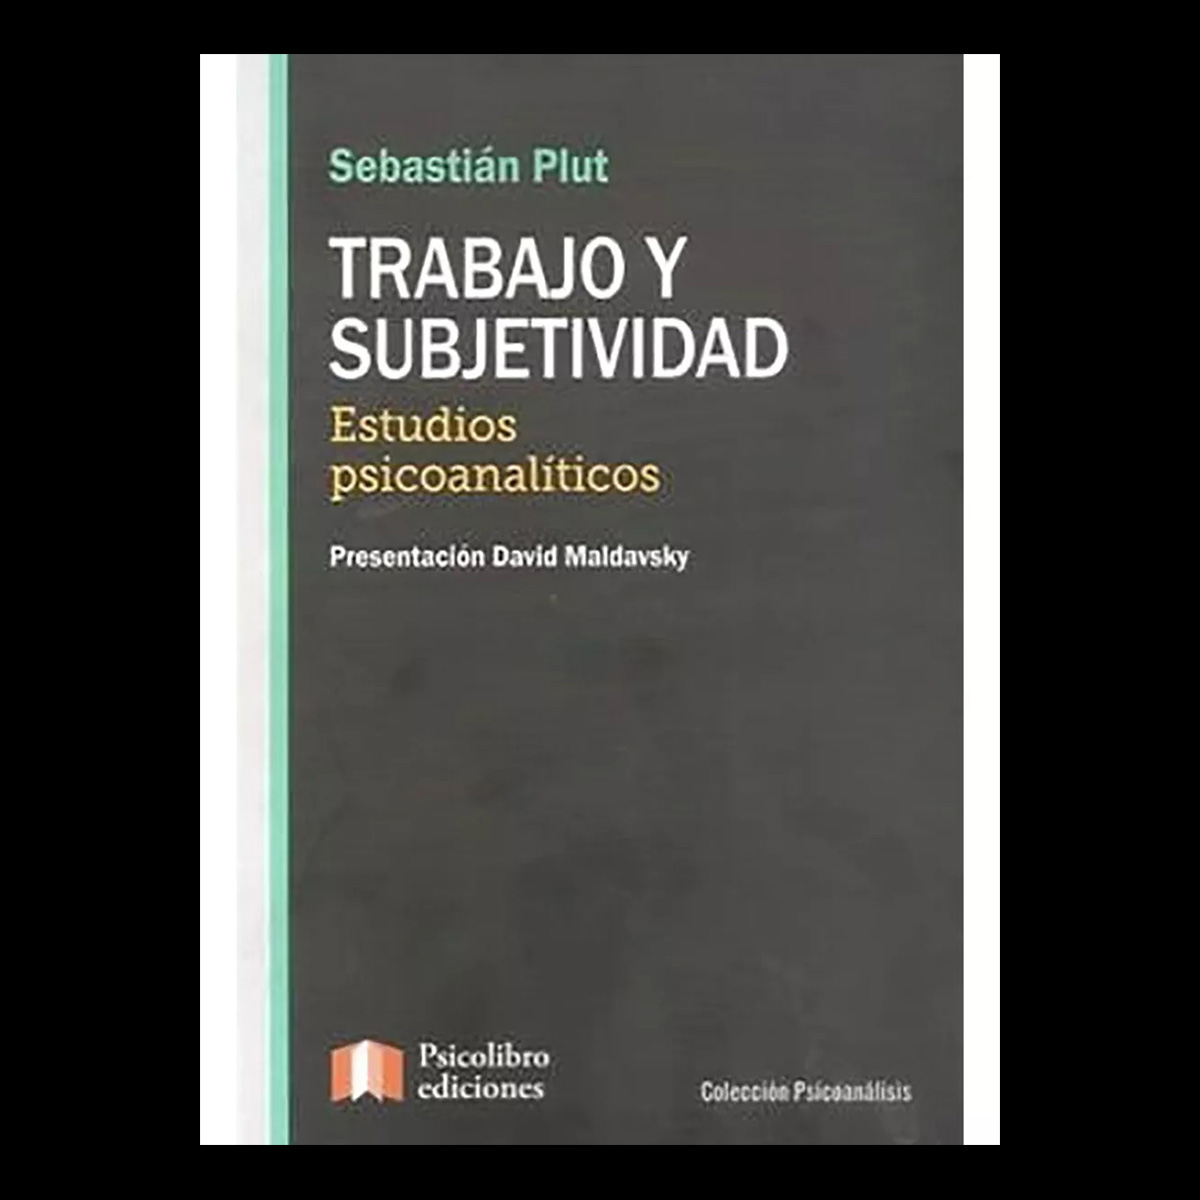 Sebastián Plut
TRABAJO Y
SUBJETIVIDAD
Estudios
psicoanalíticos
Presentación David Maldavsky
Psicolibro
ediciones
Colección Psicoanálisis